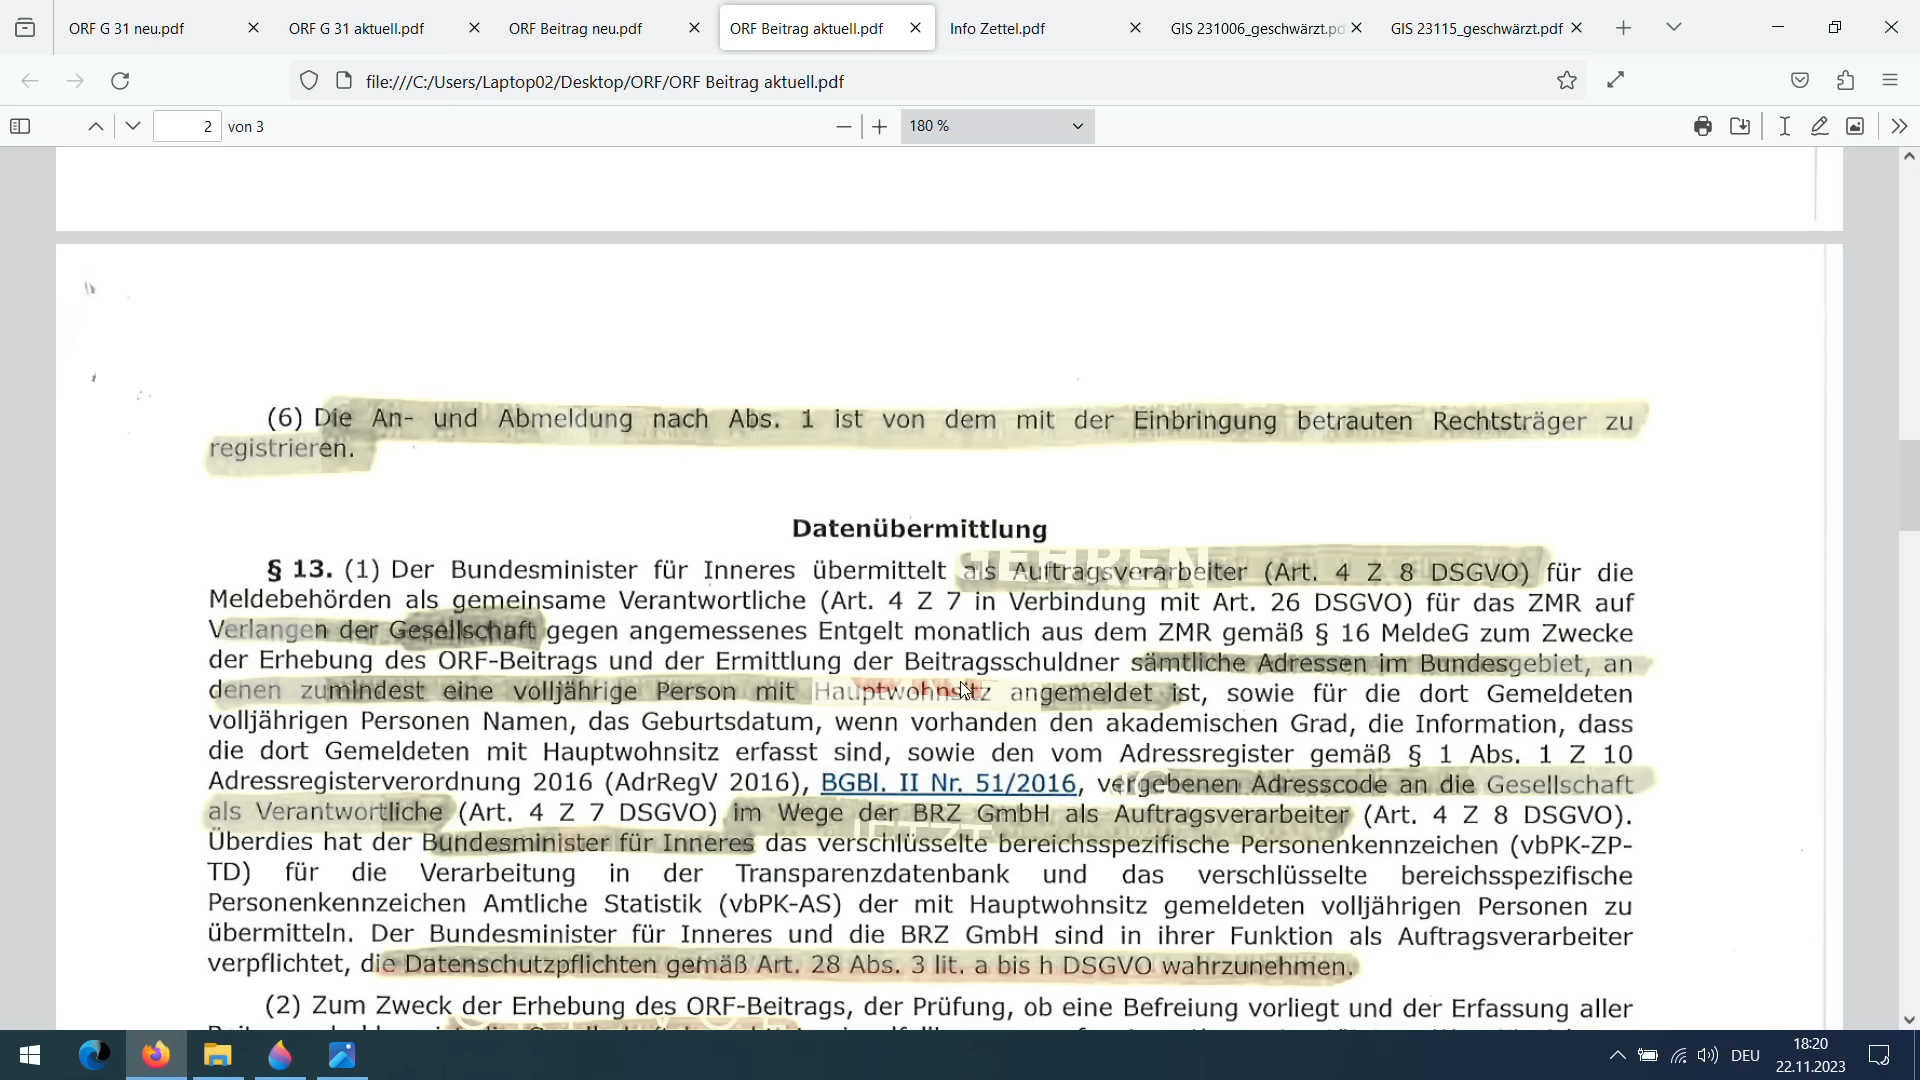 ORF G 31 neu.pdf
ORF G 31 aktuell.pdf
ORF Beitrag neu.pdf
ORF Beitrag aktuell.pdf
Info Zettel.pdf
GIS 231006_geschwärzt.pd
GIS 23115_geschwärzt.pdf
file:///C:/Users/Laptop02/Desktop/ORF/ORF Beitrag aktuell.pdf
2 von 3
180 %
(6) Die An- und Abmeldung nach Abs. 1 ist von dem mit der Einbringung betrauten Rechtsträger zu
registrieren.
Datenübermittlung
§ 13. (1) Der Bundesminister für Inneres übermittelt als Auftragsverarbeiter (Art. 4 Z 8 DSGVO) für die
Meldebehörden als gemeinsame Verantwortliche (Art. 4 Z 7 in Verbindung mit Art. 26 DSGVO) für das ZMR auf
Verlangen der Gesellschaft gegen angemessenes Entgelt monatlich aus dem ZMR gemäß § 16 MeldeG zum Zwecke
der Erhebung des ORF-Beitrags und der Ermittlung der Beitragsschuldner sämtliche Adressen im Bundesgebiet, an
denen zumindest eine volljährige Person mit Hauptwohnsitz angemeldet ist, sowie für die dort Gemeldeten
volljährigen Personen Namen, das Geburtsdatum, wenn vorhanden den akademischen Grad, die Information, dass
die dort Gemeldeten mit Hauptwohnsitz erfasst sind, sowie den vom Adressregister gemäß § 1 Abs. 1 Z 10
Adressregisterverordnung 2016 (AdrRegV 2016), BGBl. II Nr. 51/2016, vergebenen Adresscode an die Gesellschaft
als Verantwortliche (Art. 4 Z 7 DSGVO) im Wege der BRZ GmbH als Auftragsverarbeiter (Art. 4 Z 8 DSGVO).
Überdies hat der Bundesminister für Inneres das verschlüsselte bereichsspezifische Personenkennzeichen (vbPK-ZP-
TD) für die Verarbeitung in der Transparenzdatenbank und das verschlüsselte bereichsspezifische
Personenkennzeichen Amtliche Statistik (vbPK-AS) der mit Hauptwohnsitz gemeldeten volljährigen Personen zu
übermitteln. Der Bundesminister für Inneres und die BRZ GmbH sind in ihrer Funktion als Auftragsverarbeiter
verpflichtet, die Datenschutzpflichten gemäß Art. 28 Abs. 3 lit. a bis h DSGVO wahrzunehmen.
(2) Zum Zweck der Erhebung des ORF-Beitrags, der Prüfung, ob eine Befreiung vorliegt und der Erfassung aller
DEU
18:20
22.11.2023